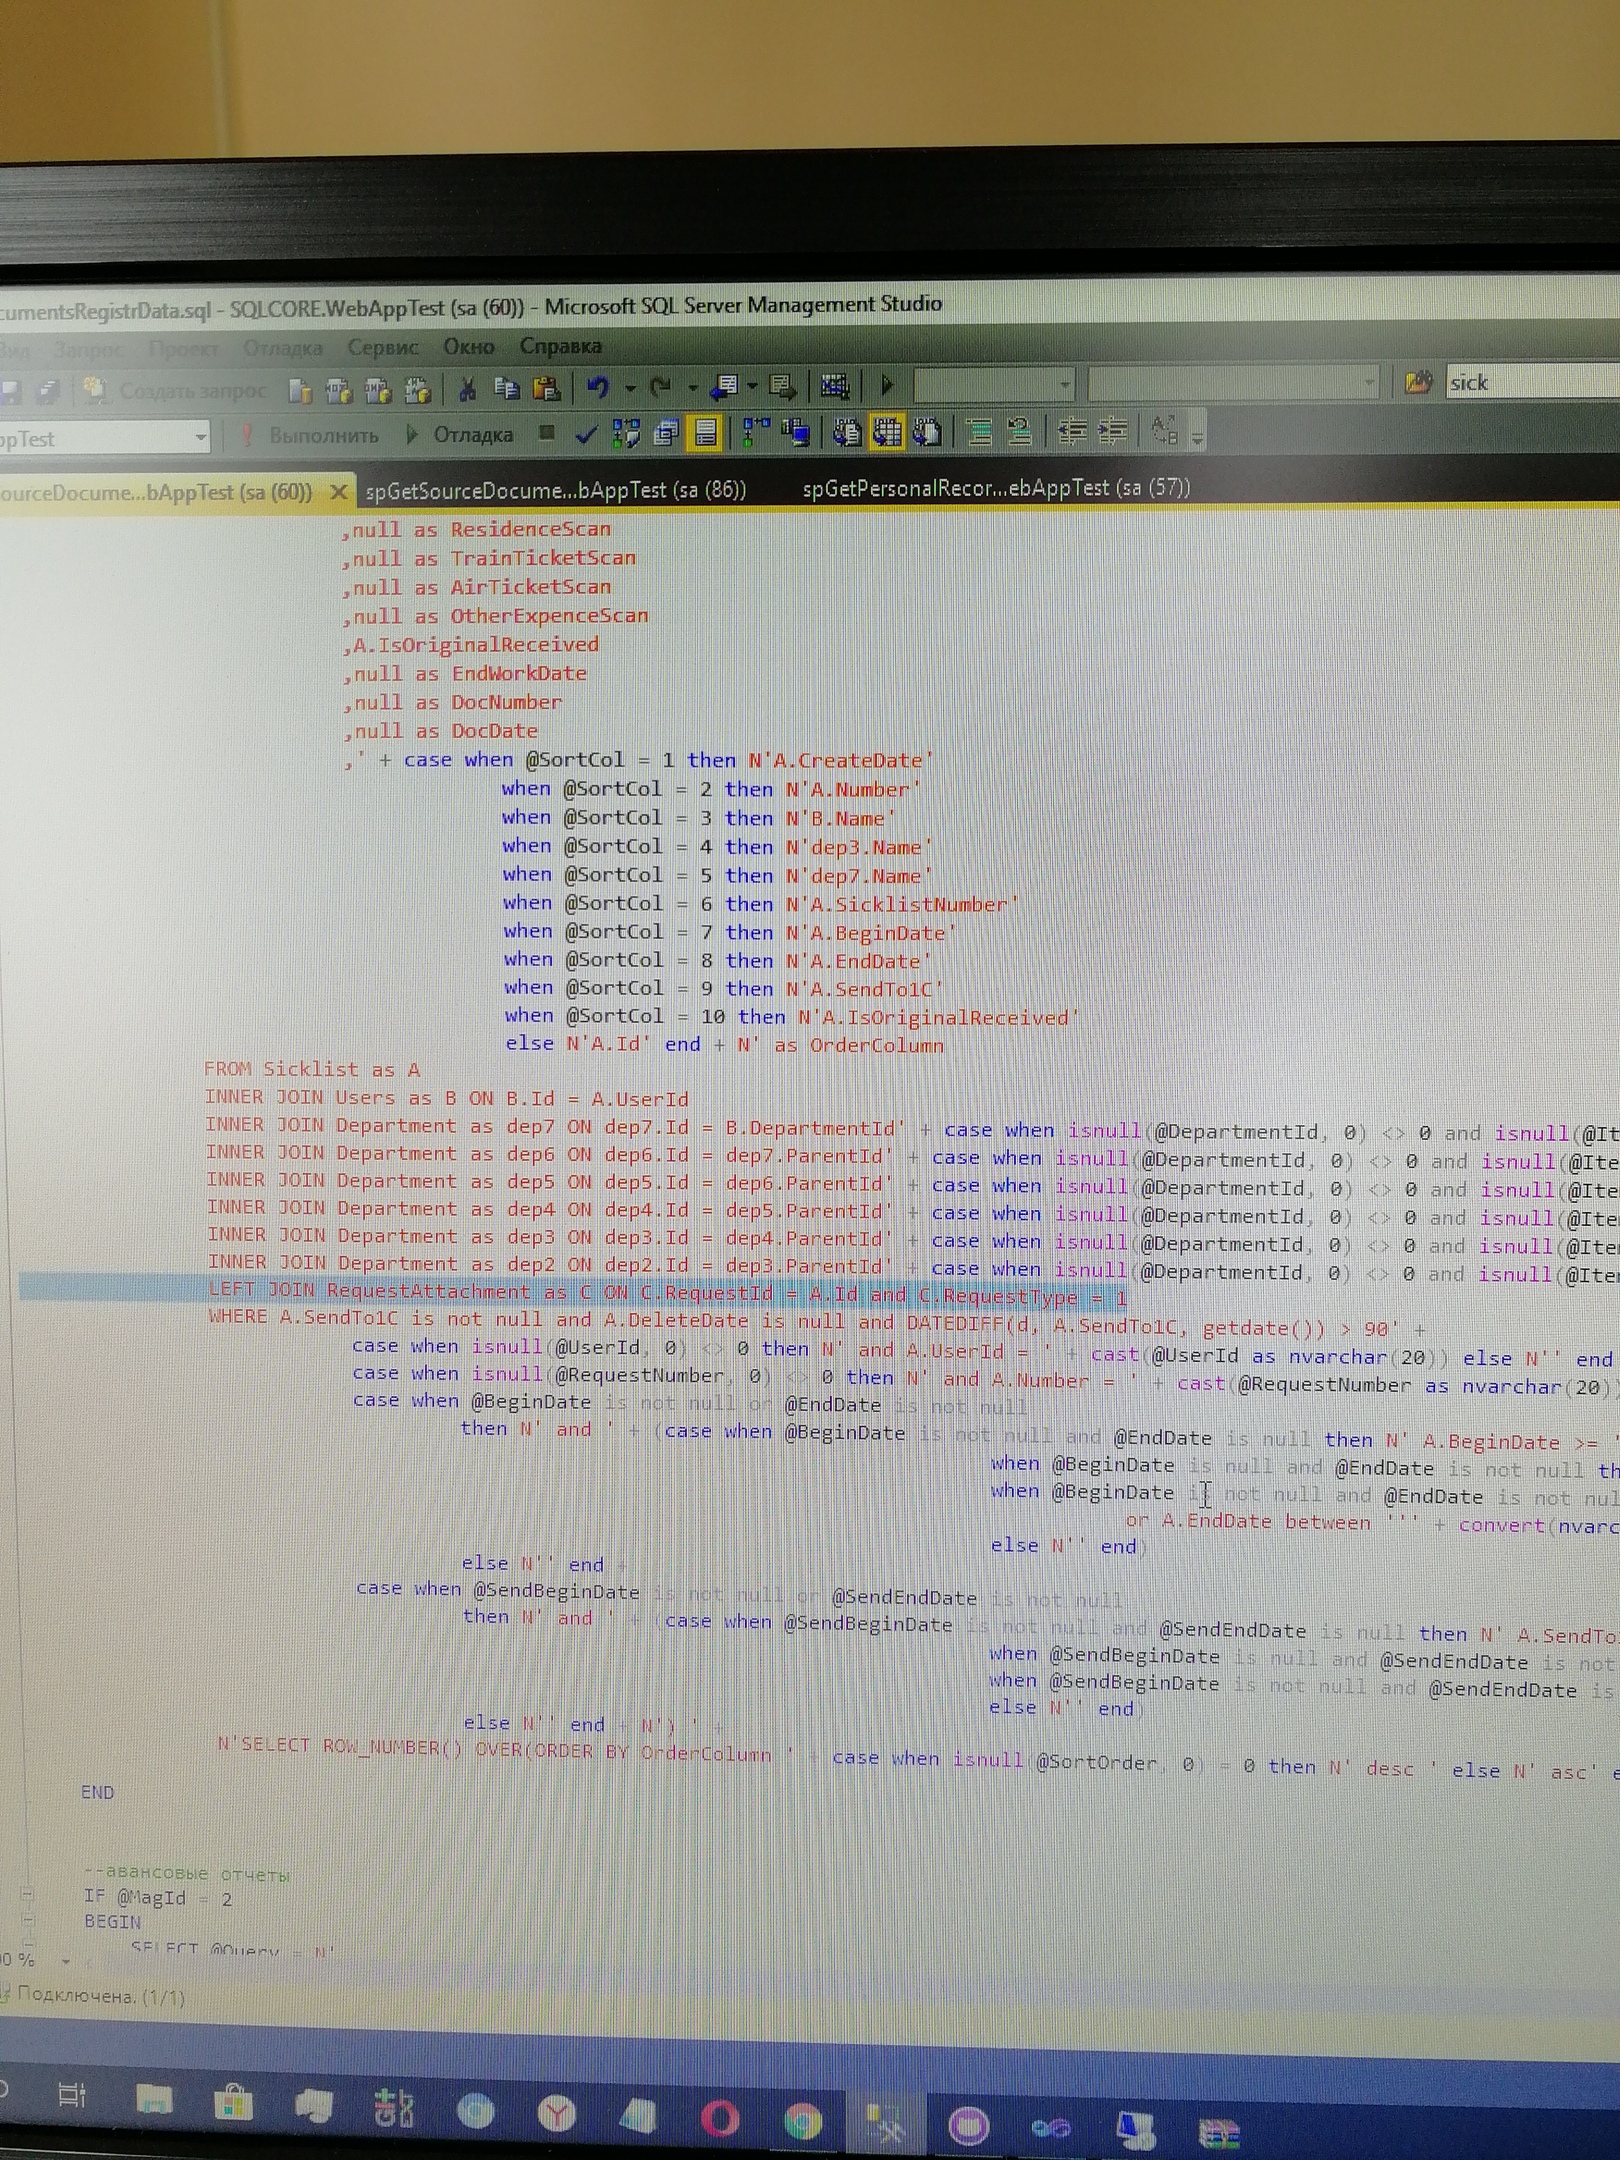 cumentsRegistrData.sql - SQLCORE.WebAppTest (sa (60)) - Microsoft SQL Server Management Studio
Вид Запрос Проект Отладка Сервис Окно Справка
Создать запрос sick
ppTest Выполнить Отладка
ourceDocume...bAppTest (sa (60)) spGetSourceDocume...bAppTest (sa (86)) spGetPersonalRecor...ebAppTest (sa (57))
,null as ResidenceScan
,null as TrainTicketScan
,null as AirTicketScan
,null as OtherExpenceScan
,A.IsOriginalReceived
,null as EndWorkDate
,null as DocNumber
,null as DocDate
,' + case when @SortCol = 1 then N'A.CreateDate'
when @SortCol = 2 then N'A.Number'
when @SortCol = 3 then N'B.Name'
when @SortCol = 4 then N'dep3.Name'
when @SortCol = 5 then N'dep7.Name'
when @SortCol = 6 then N'A.SicklistNumber'
when @SortCol = 7 then N'A.BeginDate'
when @SortCol = 8 then N'A.EndDate'
when @SortCol = 9 then N'A.SendTo1C'
when @SortCol = 10 then N'A.IsOriginalReceived'
else N'A.Id' end + N' as OrderColumn
FROM Sicklist as A
INNER JOIN Users as B ON B.Id = A.UserId
INNER JOIN Department as dep7 ON dep7.Id = B.DepartmentId' + case when isnull(@DepartmentId, 0) <> 0 and isnull(@It
INNER JOIN Department as dep6 ON dep6.Id = dep7.ParentId' + case when isnull(@DepartmentId, 0) <> 0 and isnull(@Ite
INNER JOIN Department as dep5 ON dep5.Id = dep6.ParentId' + case when isnull(@DepartmentId, 0) <> 0 and isnull(@Ite
INNER JOIN Department as dep4 ON dep4.Id = dep5.ParentId' + case when isnull(@DepartmentId, 0) <> 0 and isnull(@Ite
INNER JOIN Department as dep3 ON dep3.Id = dep4.ParentId' + case when isnull(@DepartmentId, 0) <> 0 and isnull(@Iter
INNER JOIN Department as dep2 ON dep2.Id = dep3.ParentId' + case when isnull(@DepartmentId, 0) <> 0 and isnull(@Iter
LEFT JOIN RequestAttachment as C ON C.RequestId = A.Id and C.RequestType = 1
WHERE A.SendTo1C is not null and A.DeleteDate is null and DATEDIFF(d, A.SendTo1C, getdate()) > 90' +
case when isnull(@UserId, 0) <> 0 then N' and A.UserId = ' + cast(@UserId as nvarchar(20)) else N'' end
case when isnull(@RequestNumber, 0) <> 0 then N' and A.Number = ' + cast(@RequestNumber as nvarchar(20)
case when @BeginDate is not null or @EndDate is not null
then N' and ' + (case when @BeginDate is not null and @EndDate is null then N' A.BeginDate >= '
when @BeginDate is null and @EndDate is not null th
when @BeginDate is not null and @EndDate is not nul
or A.EndDate between ''' + convert(nvarc
else N'' end)
else N'' end +
case when @SendBeginDate is not null or @SendEndDate is not null
then N' and ' + (case when @SendBeginDate is not null and @SendEndDate is null then N' A.SendTo
when @SendBeginDate is null and @SendEndDate is not
when @SendBeginDate is not null and @SendEndDate is
else N'' end)
else N'' end + N') ' +
N'SELECT ROW_NUMBER() OVER(ORDER BY OrderColumn ' + case when isnull(@SortOrder, 0) = 0 then N' desc ' else N' asc' e
END
--авансовые отчеты
IF @MagId = 2
BEGIN
SELECT @Query = N'
00 %
Подключена. (1/1)